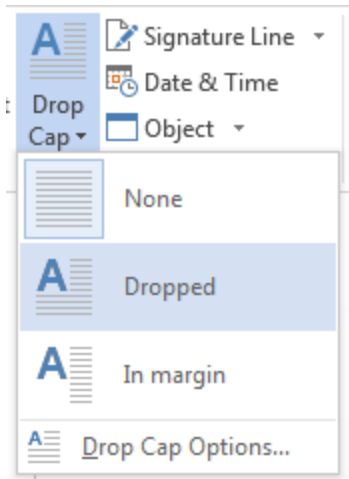 Signature Line
Date & Time
Object
Drop
Cap
None
Dropped
In margin
Drop Cap Options...